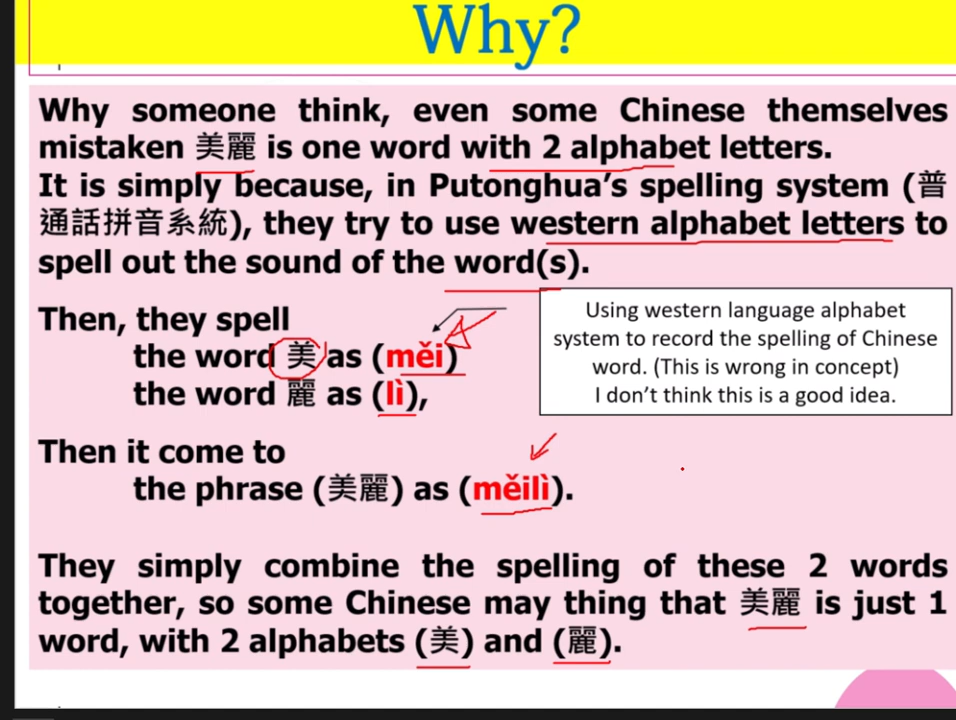 Why?
Why someone think, even some Chinese themselves
mistaken 美麗 is one word with 2 alphabet letters.
It is simply because, in Putonghua's spelling system (普
通話拼音系統), they try to use western alphabet letters to
spell out the sound of the word(s).
Then, they spell
the word 美 as (měi)
the word 麗 as (lì),
Using western language alphabet
system to record the spelling of Chinese
word. (This is wrong in concept)
I don't think this is a good idea.
Then it come to
the phrase (美麗) as (měilì).
They simply combine the spelling of these 2 words
together, so some Chinese may thing that 美麗 is just 1
word, with 2 alphabets (美) and (麗).